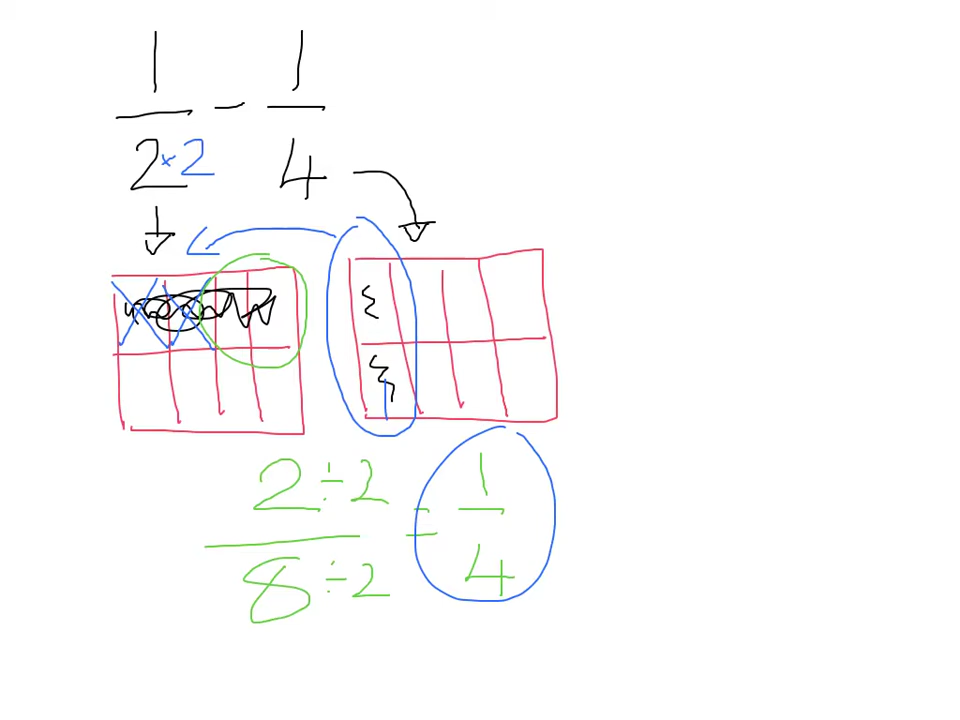 1/2×2 - 1/4
2÷2/8÷2 = 1/4